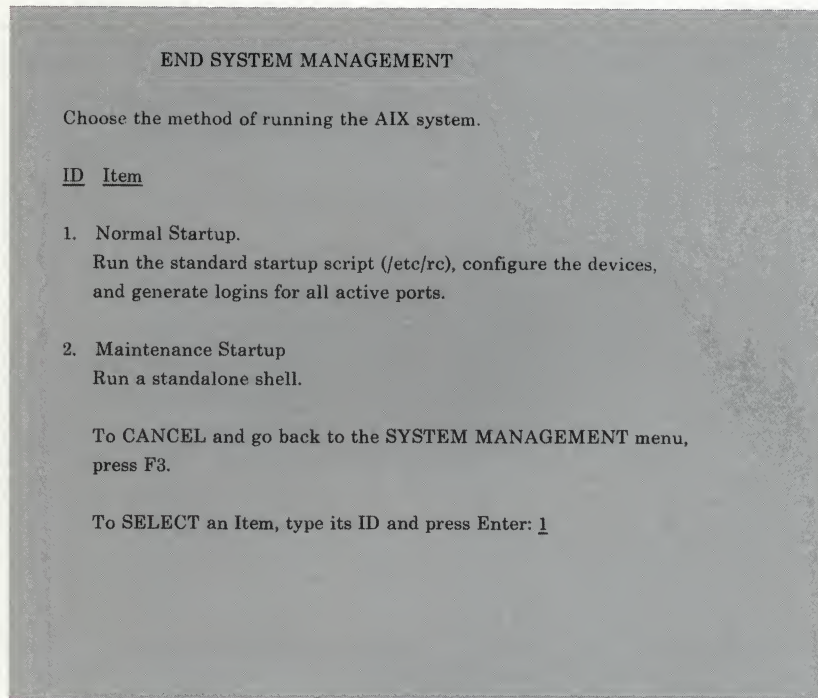 END SYSTEM MANAGEMENT
Choose the method of running the AIX system.
ID Item
1. Normal Startup.
Run the standard startup script (/etc/rc), configure the devices,
and generate logins for all active ports.
2. Maintenance Startup
Run a standalone shell.
To CANCEL and go back to the SYSTEM MANAGEMENT menu,
press F3.
To SELECT an Item, type its ID and press Enter: 1